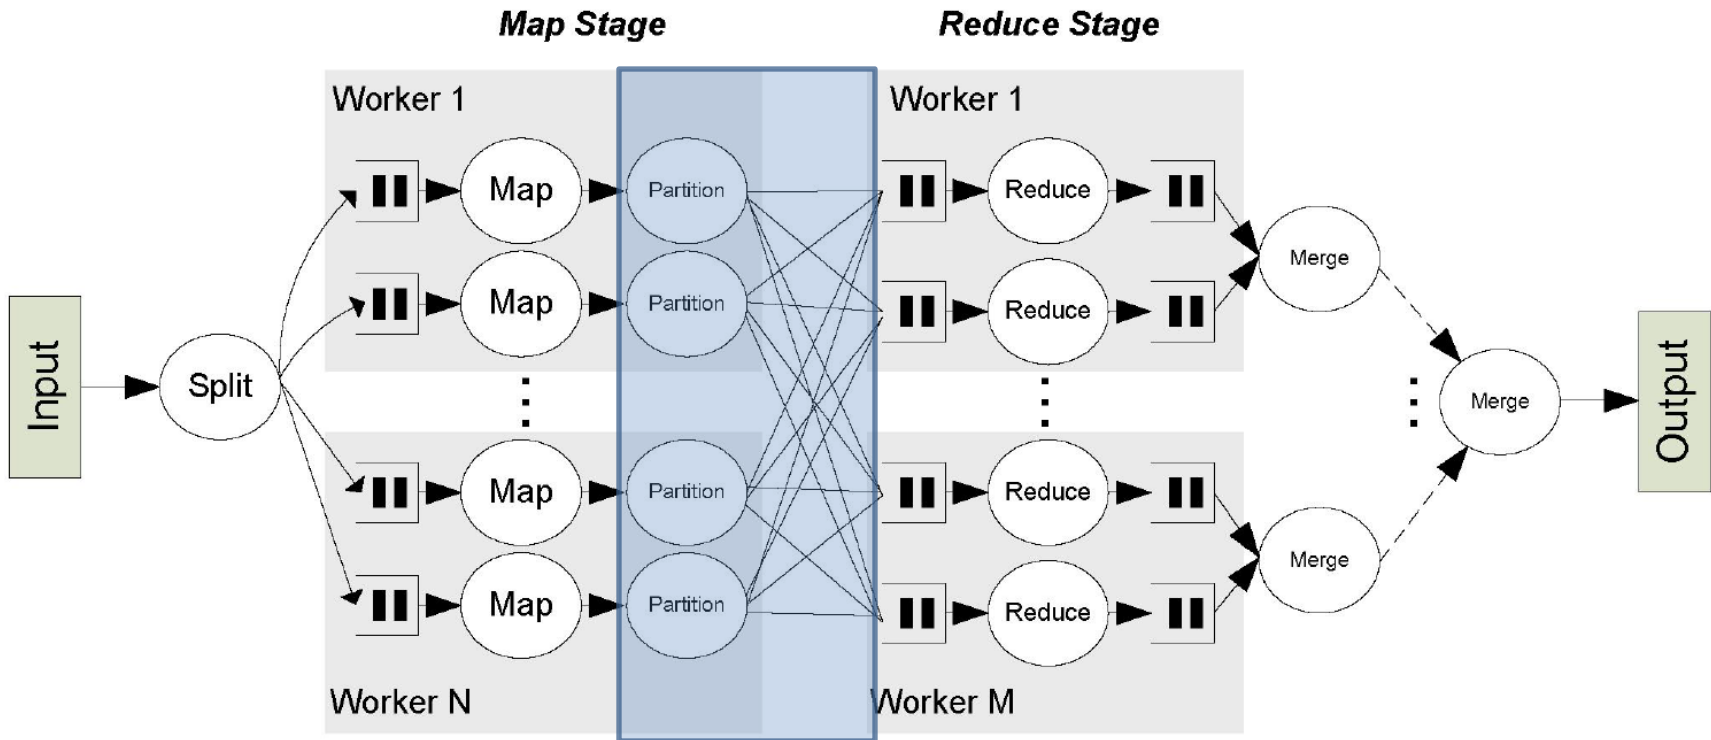 Map Stage
Reduce Stage
Worker 1
Worker 1
Map
Partition
Reduce
Map
Partition
Reduce
Merge
Input
Split
Merge
Output
Map
Partition
Reduce
Map
Partition
Reduce
Merge
Worker N
Worker M